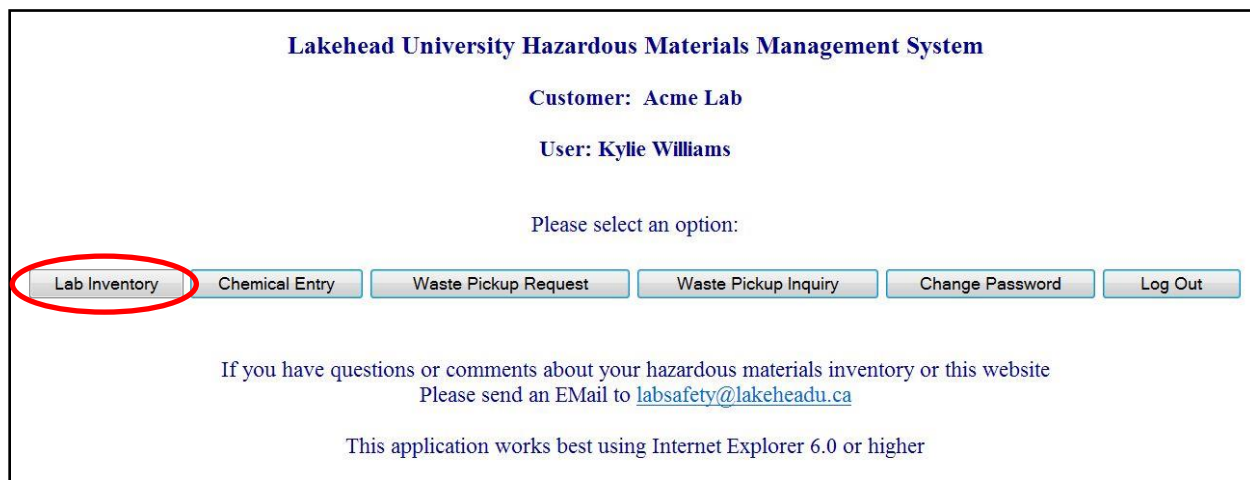 Lakehead University Hazardous Materials Management System
Customer: Acme Lab
User: Kylie Williams
Please select an option:
Lab Inventory Chemical Entry Waste Pickup Request Waste Pickup Inquiry Change Password Log Out
If you have questions or comments about your hazardous materials inventory or this website
Please send an EMail to labsafety@lakeheadu.ca
This application works best using Internet Explorer 6.0 or higher